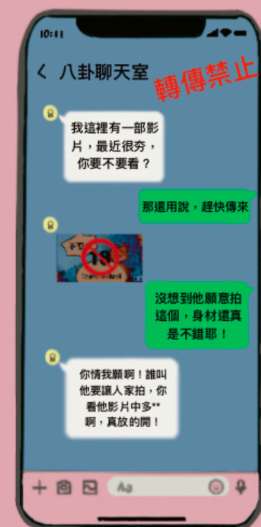 10:11
八卦聊天室
轉傳禁止
我這裡有一部影
片，最近很夯，
你要不要看？
那還用說，趕快傳來
18
沒想到他願意拍
這個，身材還真
是不錯耶！
你情我願啊！誰叫
他要讓人家拍，你
看他影片中多**
啊，真放的開！
Aa